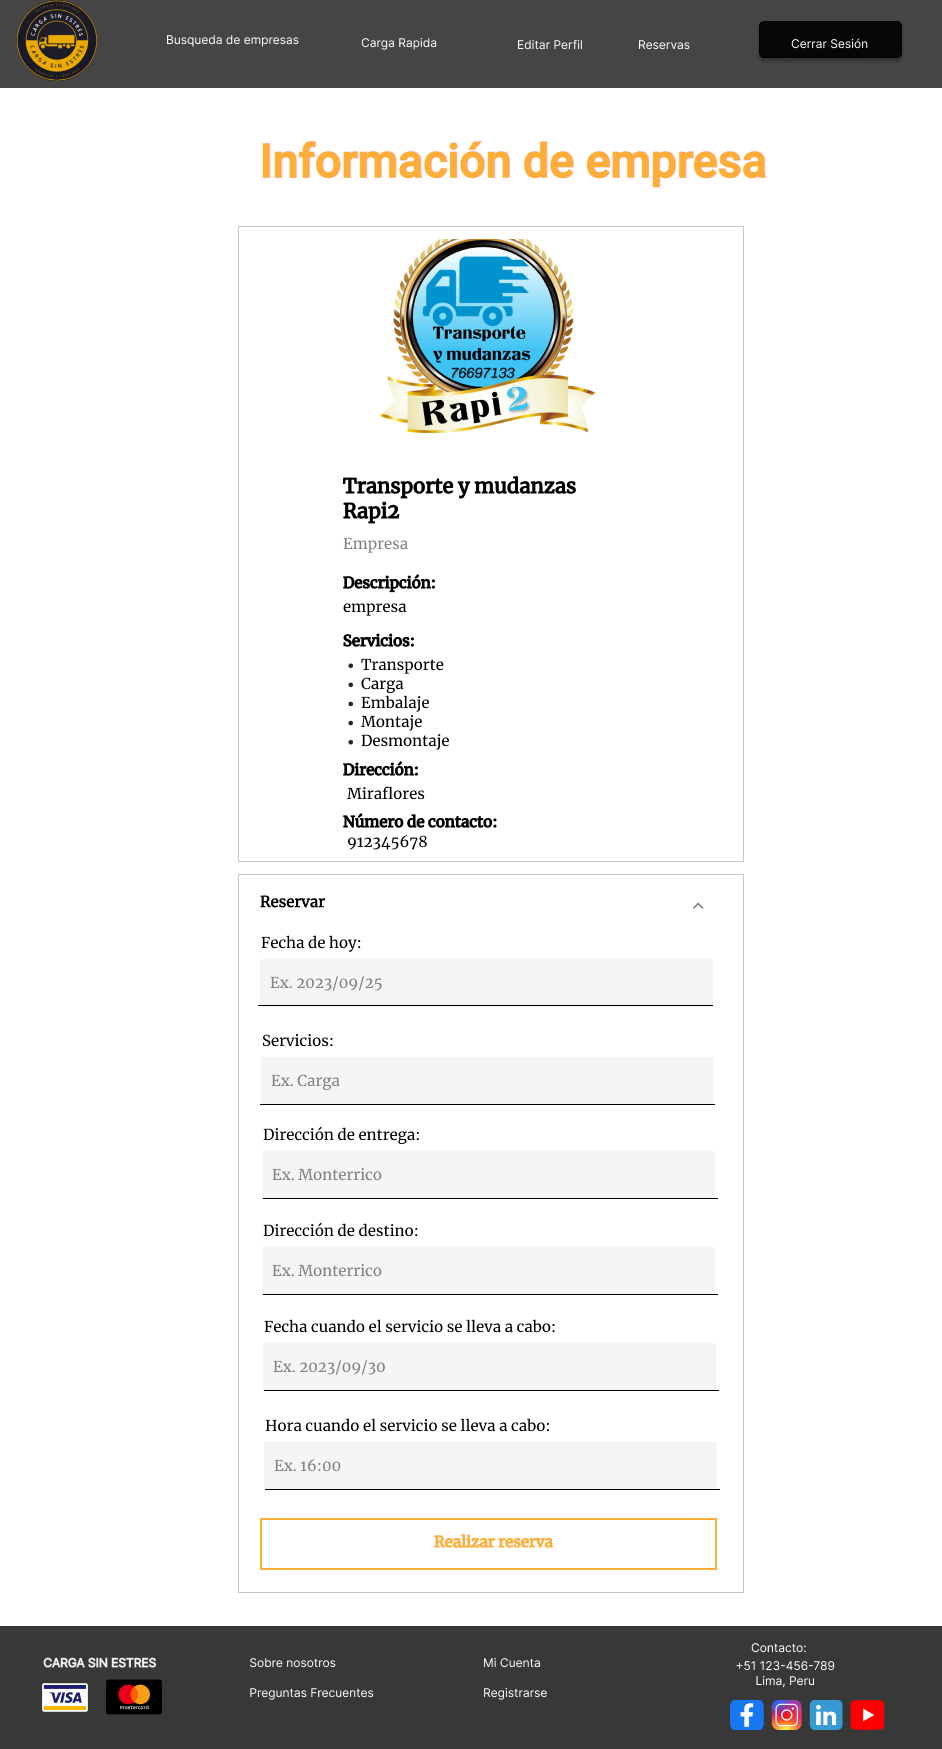 CARGA SIN ESTRES
CARGA SIN ESTRES
Busqueda de empresas
Carga Rapida
Editar Perfil
Reservas
Cerrar Sesión
Información de empresa
Transporte
y mudanzas
76697133
Rapi 2
Transporte y mudanzas
Rapi2
Empresa
Descripción:
empresa
Servicios:
• Transporte
• Carga
• Embalaje
• Montaje
• Desmontaje
Dirección:
Miraflores
Número de contacto:
912345678
Reservar
Fecha de hoy:
Ex. 2023/09/25
Servicios:
Ex. Carga
Dirección de entrega:
Ex. Monterrico
Dirección de destino:
Ex. Monterrico
Fecha cuando el servicio se lleva a cabo:
Ex. 2023/09/30
Hora cuando el servicio se lleva a cabo:
Ex. 16:00
Realizar reserva
CARGA SIN ESTRES
VISA
mastercard
Sobre nosotros
Preguntas Frecuentes
Mi Cuenta
Registrarse
Contacto:
+51 123-456-789
Lima, Peru